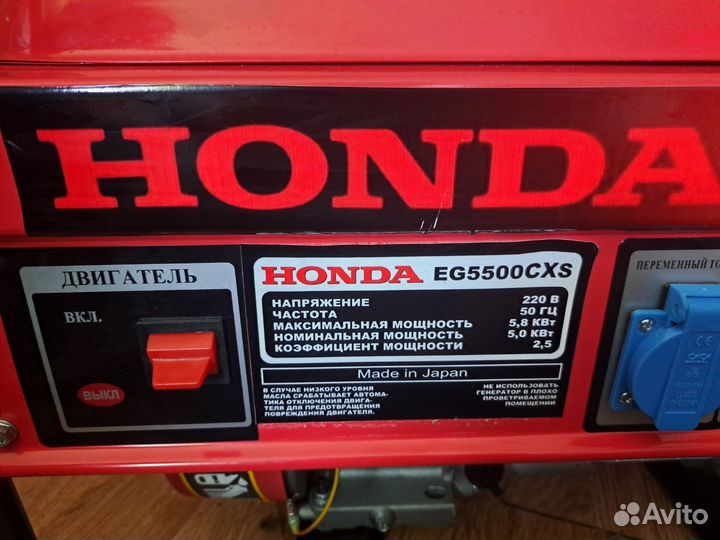 HONDA
ДВИГАТЕЛЬ
ВКЛ.
ВЫКЛ
HONDA EG5500CXS
НАПРЯЖЕНИЕ 220 В
ЧАСТОТА 50 ГЦ
МАКСИМАЛЬНАЯ МОЩНОСТЬ 5,8 КВт
НОМИНАЛЬНАЯ МОЩНОСТЬ 5,0 КВт
КОЭФФИЦИЕНТ МОЩНОСТИ 2,5
Made in Japan
В СЛУЧАЕ НИЗКОГО УРОВНЯ
МАСЛА СРАБАТЫВАЕТ АВТОМА-
ТИКА ОТКЛЮЧЕНИЯ ДВИГА-
ТЕЛЯ ДЛЯ ПРЕДОТВРАЩЕНИЯ
ПОВРЕЖДЕНИЯ ДВИГАТЕЛЯ.
НЕ ИСПОЛЬЗОВАТЬ
ГЕНЕРАТОР В ПЛОХО
ПРОВЕТРИВАЕМОМ
ПОМЕЩЕНИИ
ПЕРЕМЕННЫЙ ТО
Avito